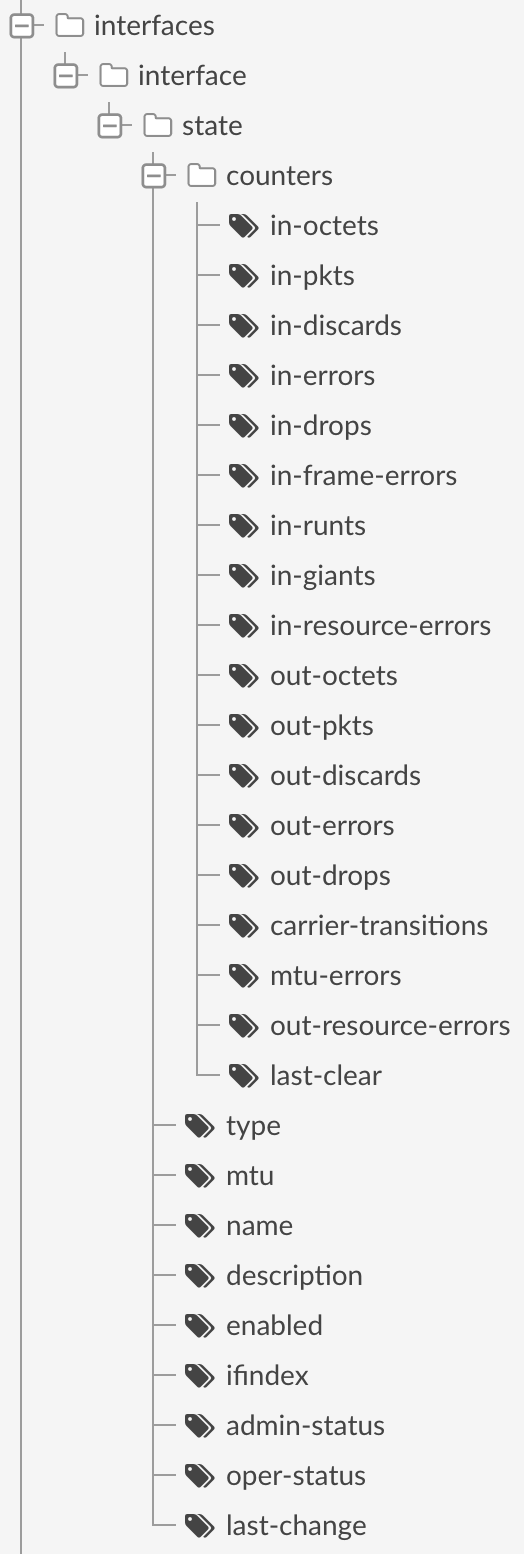 interfaces
interface
state
counters
in-octets
in-pkts
in-discards
in-errors
in-drops
in-frame-errors
in-runts
in-giants
in-resource-errors
out-octets
out-pkts
out-discards
out-errors
out-drops
carrier-transitions
mtu-errors
out-resource-errors
last-clear
type
mtu
name
description
enabled
ifindex
admin-status
oper-status
last-change